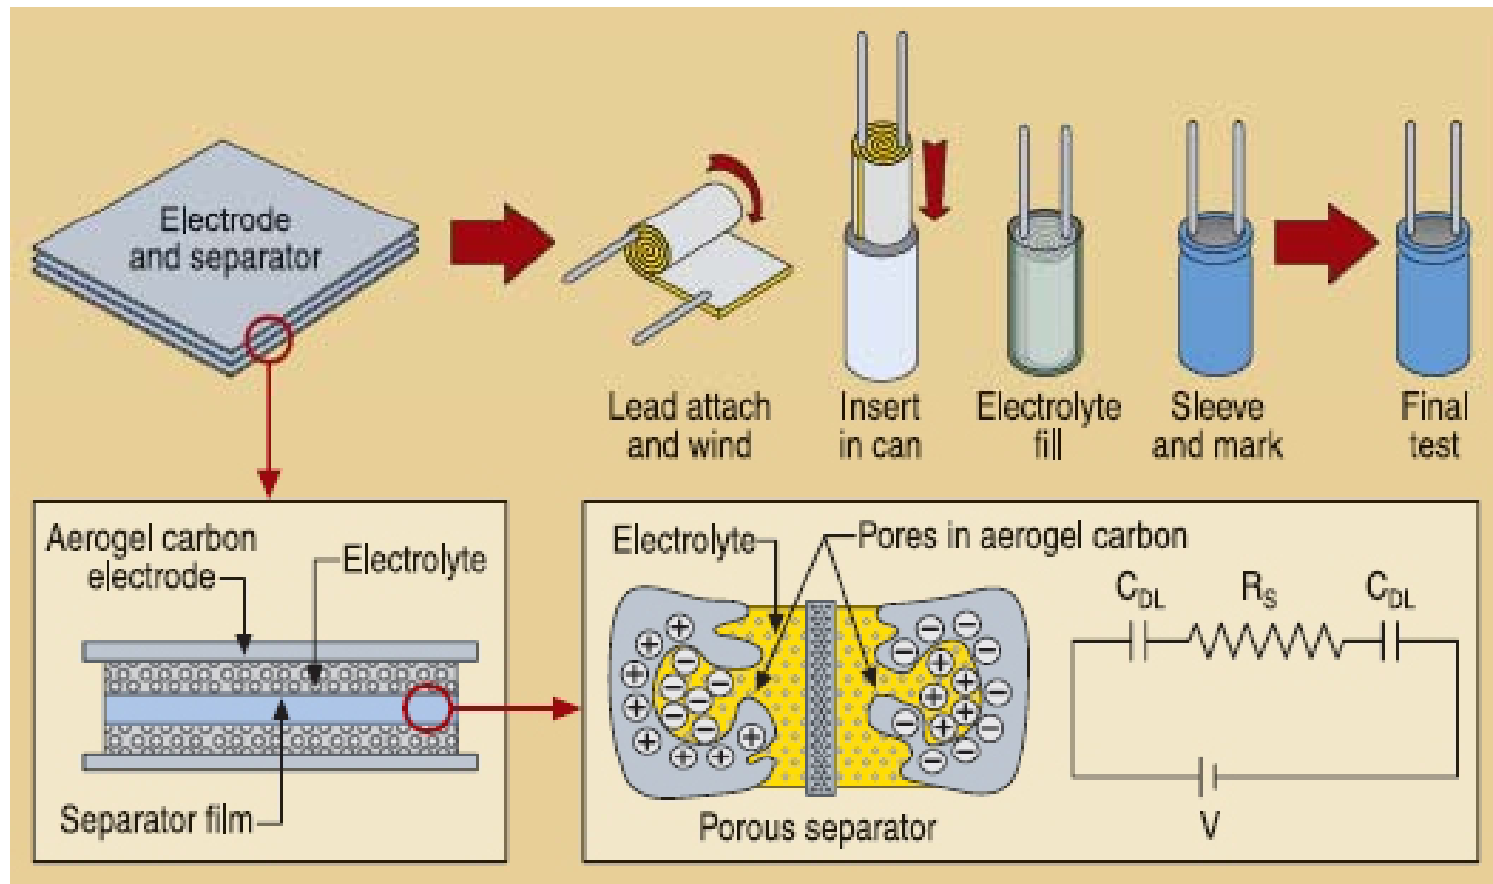 Electrode
and separator
Lead attach
and wind
Insert
in can
Electrolyte
fill
Sleeve
and mark
Final
test
Aerogel carbon
electrode
Electrolyte
Separator film
Electrolyte
Pores in aerogel carbon
Porous separator
C_DL
R_S
C_DL
V